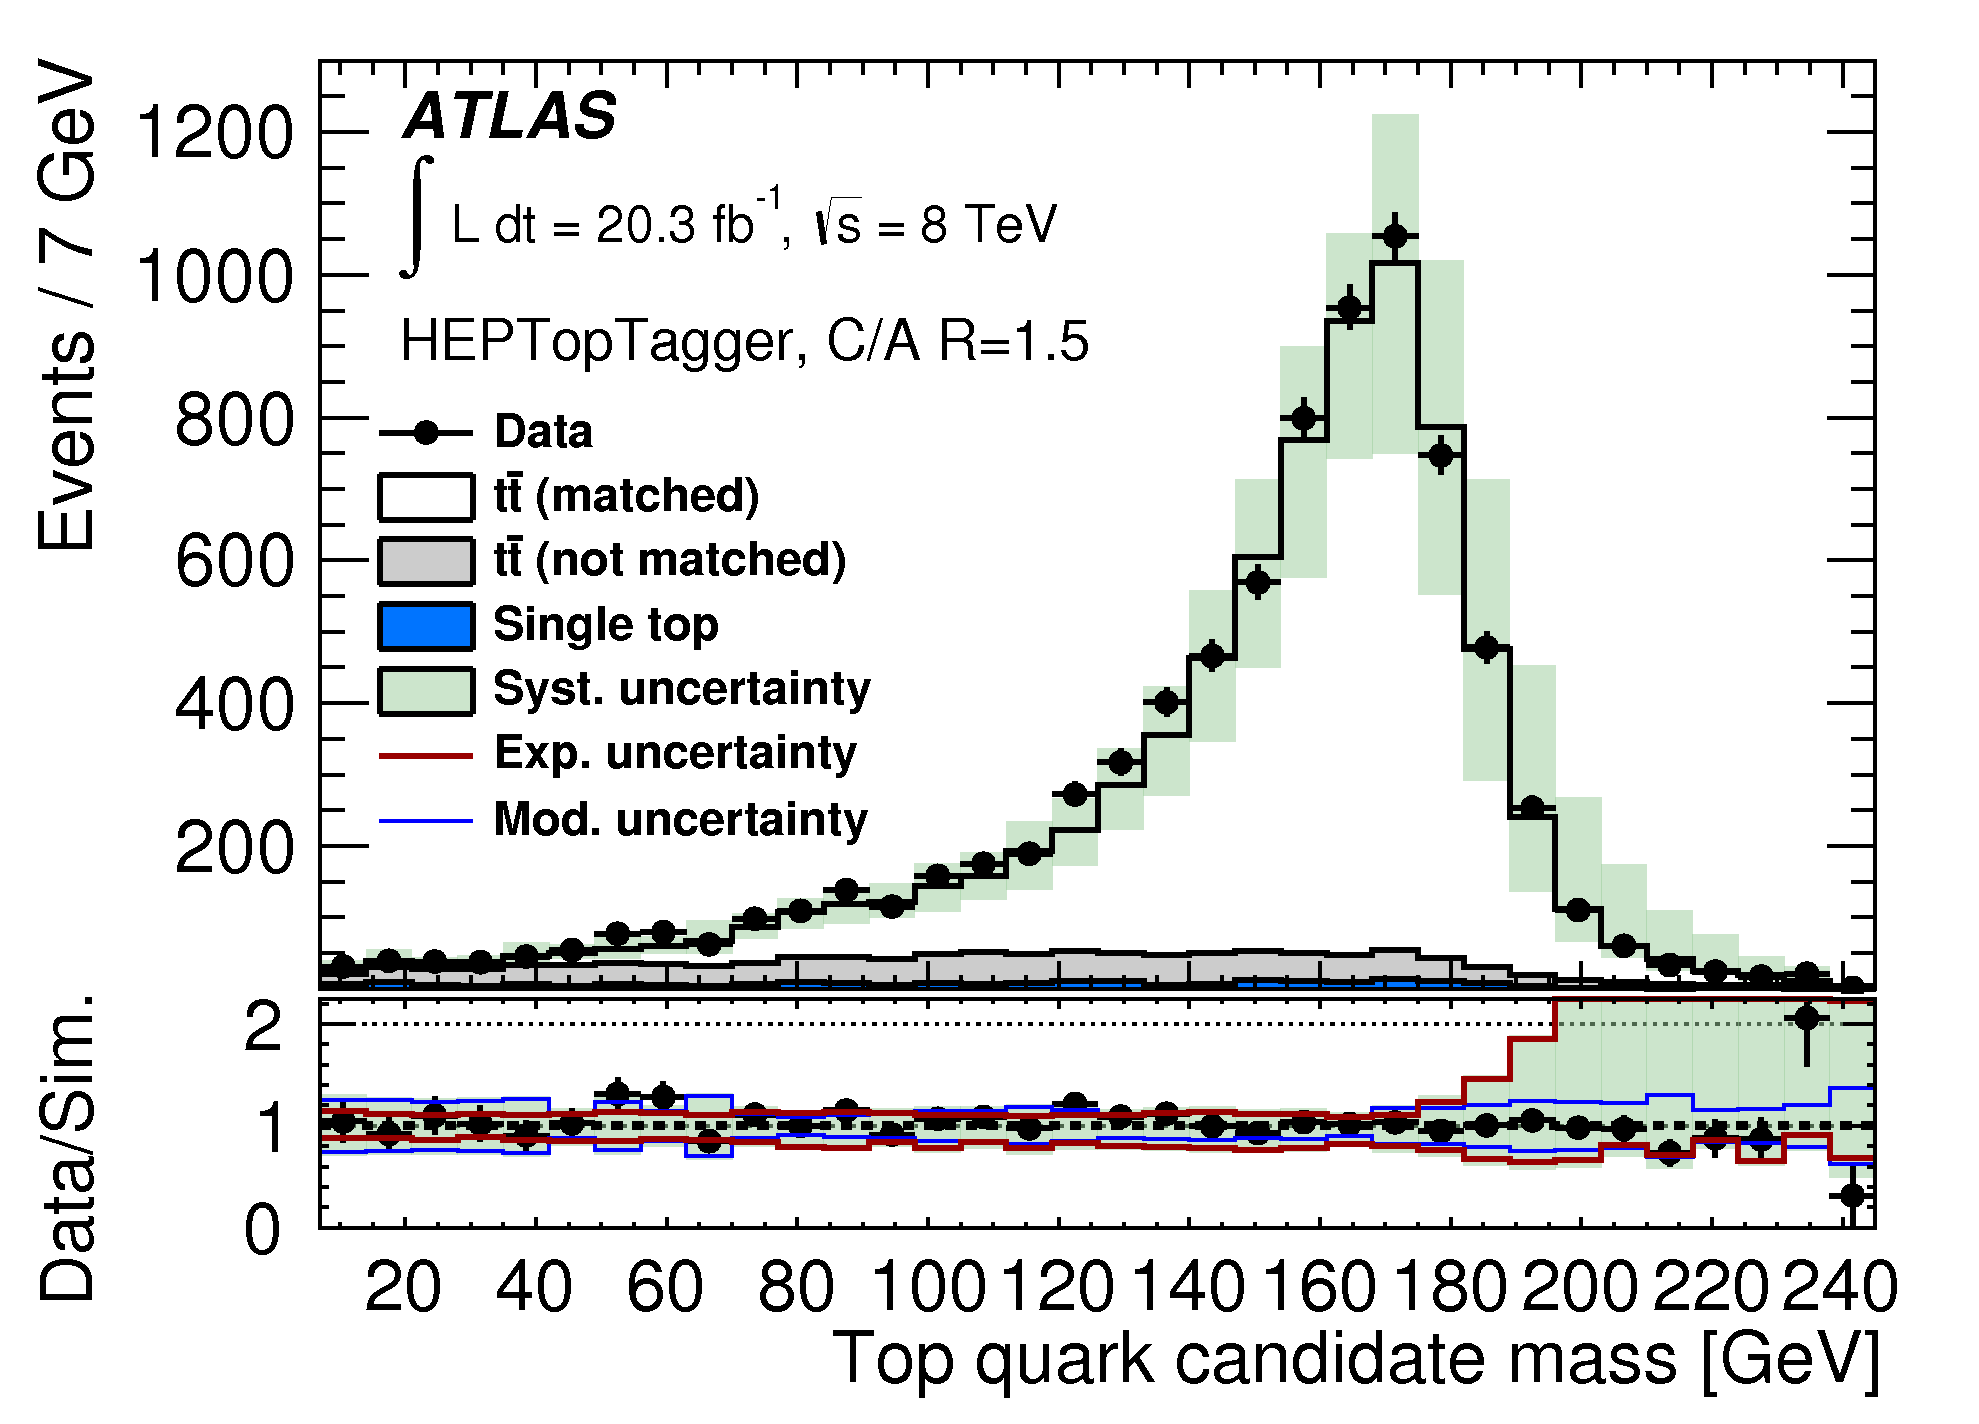 Events / 7 GeV
1200
1000
800
600
400
200
ATLAS
∫ L dt = 20.3 fb⁻¹, √s = 8 TeV
HEPTopTagger, C/A R=1.5
Data
tt̄ (matched)
tt̄ (not matched)
Single top
Syst. uncertainty
Exp. uncertainty
Mod. uncertainty
Data/Sim.
2
1
0
20 40 60 80 100 120 140 160 180 200 220 240
Top quark candidate mass [GeV]